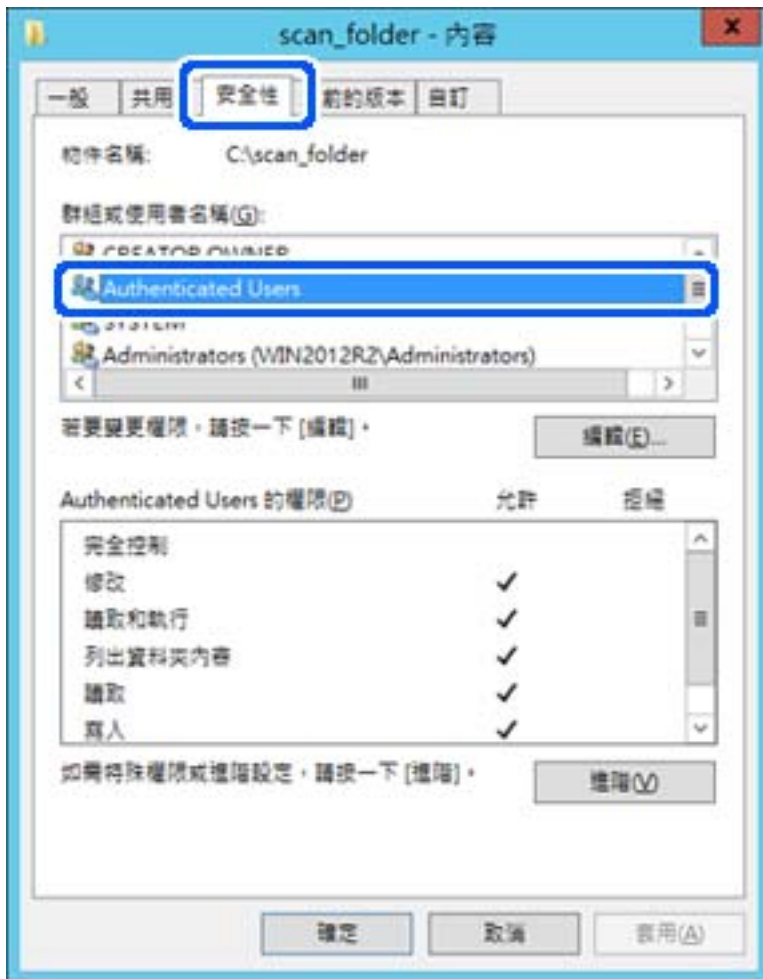 scan_folder - 內容
一般 共用 安全性 前的版本 自訂
物件名稱: C:\scan_folder
群組或使用者名稱(G):
CREATOR OWNER
Authenticated Users
SYSTEM
Administrators (WIN2012R2\Administrators)
若要變更權限，請按一下 [編輯]。 編輯(E)...
Authenticated Users 的權限(P) 允許 拒絕
完全控制
修改
讀取和執行
列出資料夾內容
讀取
寫入
如需特殊權限或進階設定，請按一下 [進階]。 進階(V)
確定 取消 套用(A)